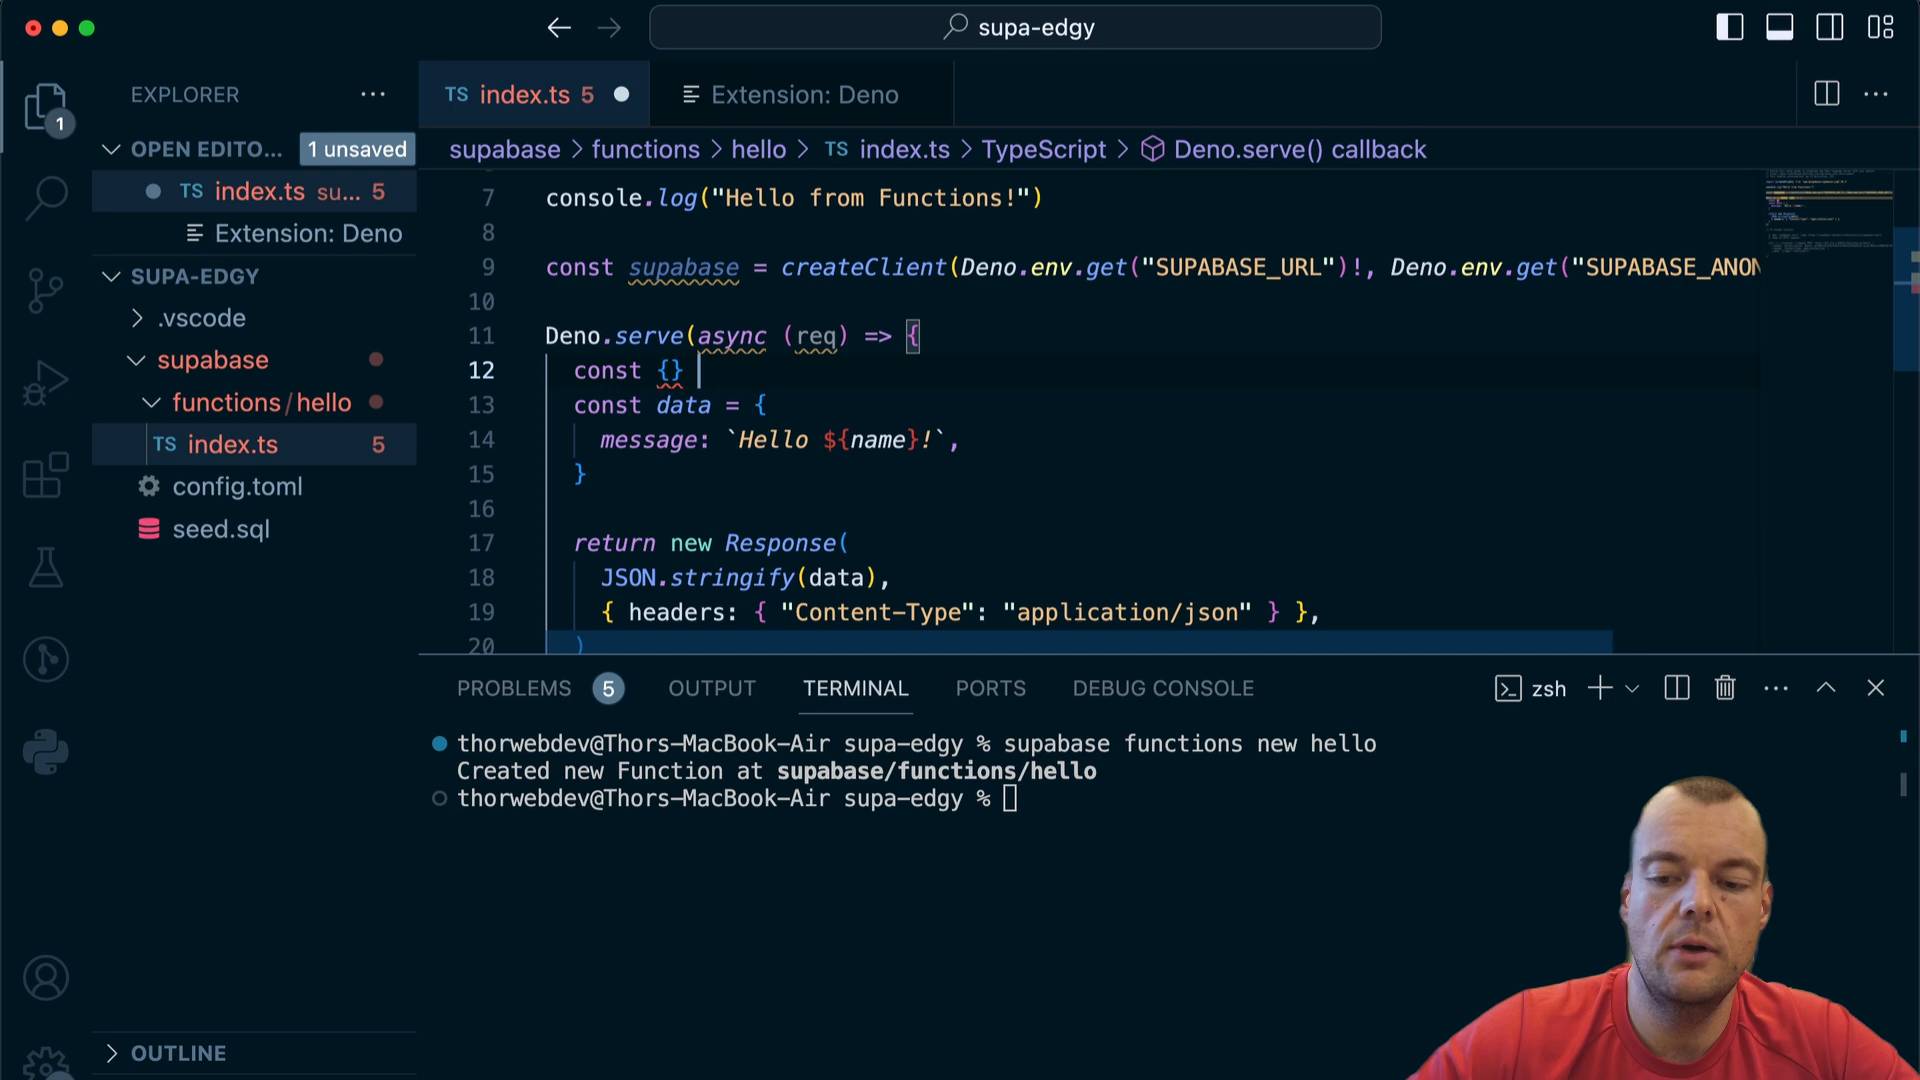 supa-edgy
EXPLORER
1
OPEN EDITO...
1 unsaved
TS index.ts su... 5
Extension: Deno
SUPA-EDGY
.vscode
supabase
functions/hello
TS index.ts 5
config.toml
seed.sql
OUTLINE
TS index.ts 5
Extension: Deno
supabase > functions > hello > TS index.ts > TypeScript > Deno.serve() callback
7 console.log("Hello from Functions!")
8
9 const supabase = createClient(Deno.env.get("SUPABASE_URL")!, Deno.env.get("SUPABASE_ANON
10
11 Deno.serve(async (req) => {
12 const {}
13 const data = {
14 message: `Hello ${name}!`,
15 }
16
17 return new Response(
18 JSON.stringify(data),
19 { headers: { "Content-Type": "application/json" } },
20 )
PROBLEMS 5 OUTPUT TERMINAL PORTS DEBUG CONSOLE zsh
thorwebdev@Thors-MacBook-Air supa-edgy % supabase functions new hello
Created new Function at supabase/functions/hello
thorwebdev@Thors-MacBook-Air supa-edgy %